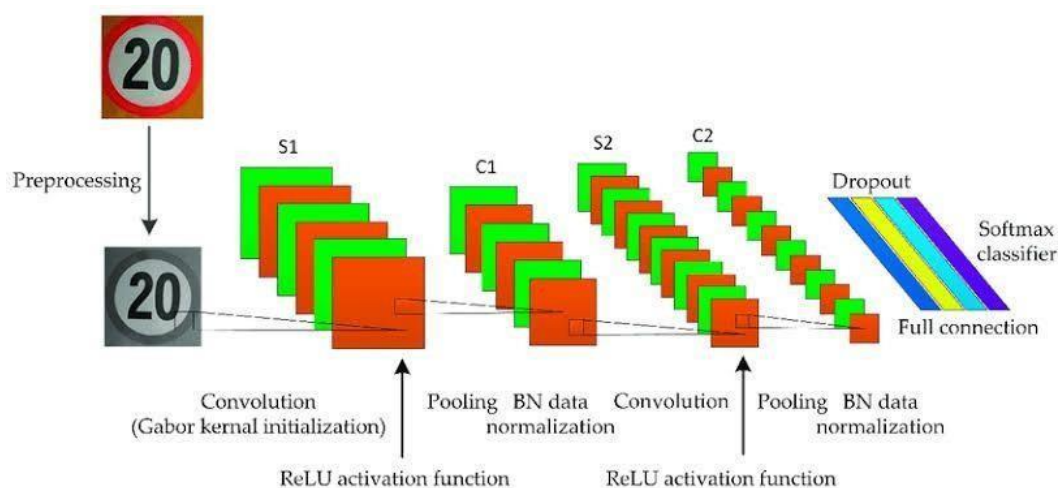 20
Preprocessing
20
S1
C1
S2
C2
Dropout
Softmax
classifier
Full connection
Convolution
(Gabor kernal initialization)
Pooling
BN data
normalization
Convolution
Pooling
BN data
normalization
ReLU activation function
ReLU activation function